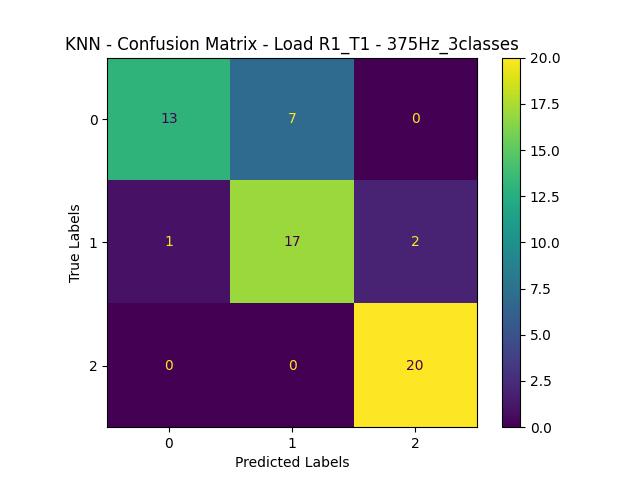 KNN - Confusion Matrix - Load R1_T1 - 375Hz_3classes
True Labels
0
1
2
13 7 0
1 17 2
0 0 20
0 1 2
Predicted Labels
20.0
17.5
15.0
12.5
10.0
7.5
5.0
2.5
0.0